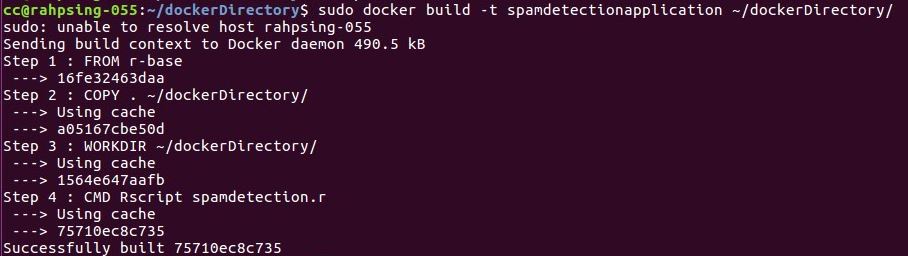 cc@rahpsing-055:~/dockerDirectory$ sudo docker build -t spamdetectionapplication ~/dockerDirectory/
sudo: unable to resolve host rahpsing-055
Sending build context to Docker daemon 490.5 kB
Step 1 : FROM r-base
 ---> 16fe32463daa
Step 2 : COPY . ~/dockerDirectory/
 ---> Using cache
 ---> a05167cbe50d
Step 3 : WORKDIR ~/dockerDirectory/
 ---> Using cache
 ---> 1564e647aafb
Step 4 : CMD Rscript spamdetection.r
 ---> Using cache
 ---> 75710ec8c735
Successfully built 75710ec8c735